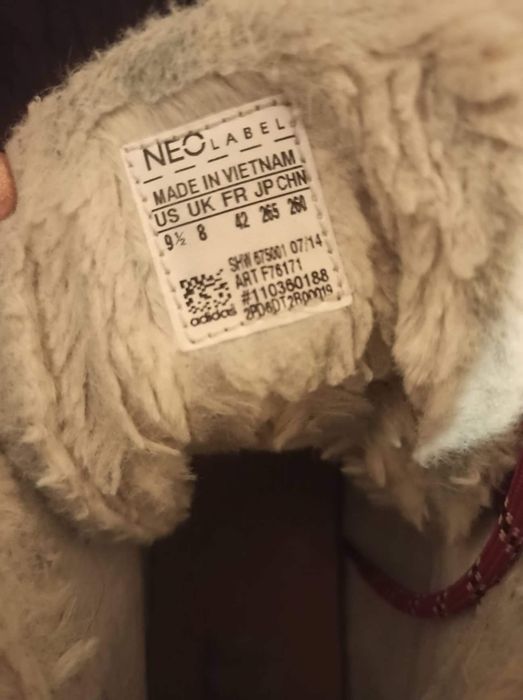 NEO LABEL
MADE IN VIETNAM
US UK FR JP CHN
9½ 8 42 265 260
SHW 675001 07/14
ART F76171
#110360188
adidas 2PD6DT2R00019